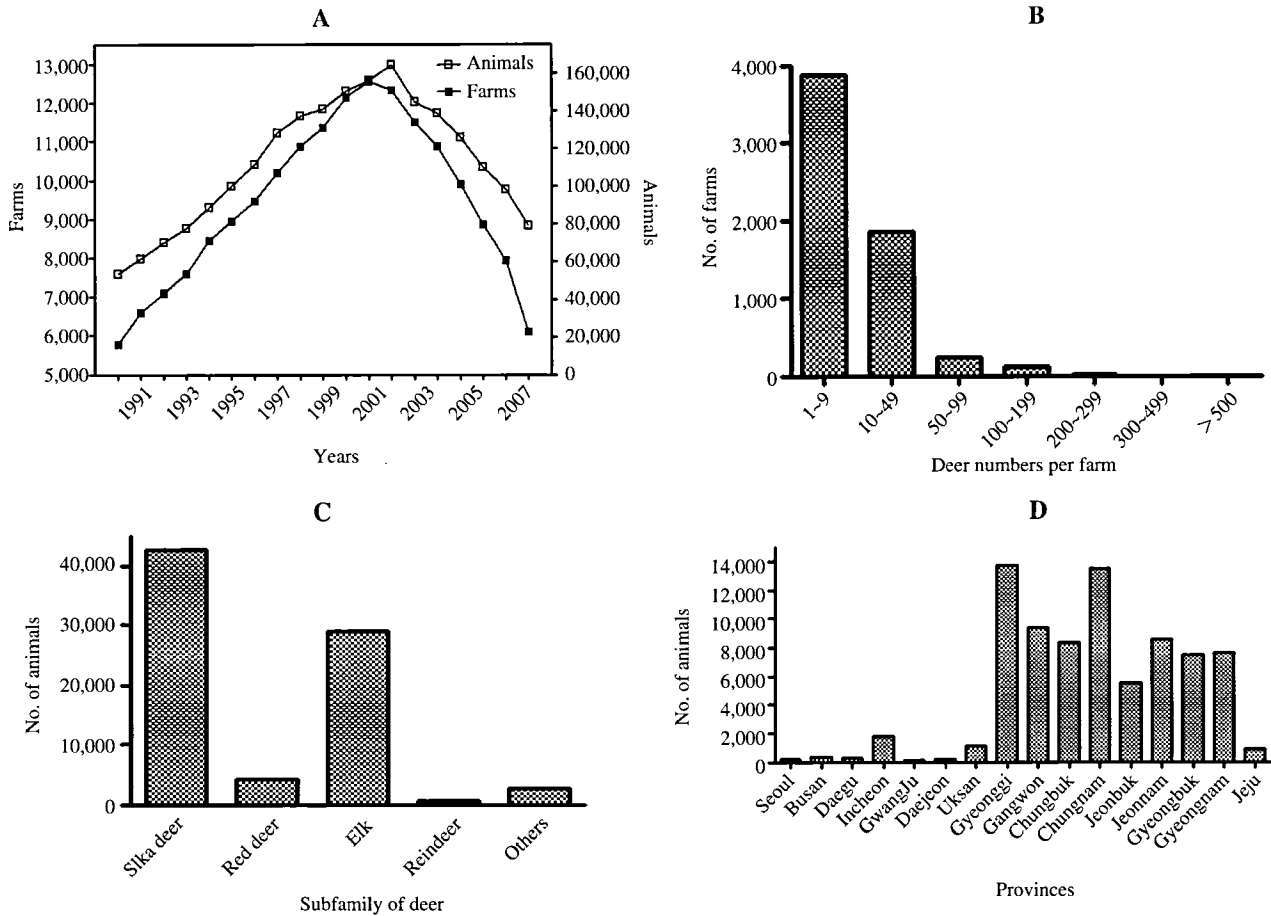 A
Animals
Farms
13,000
12,000
11,000
10,000
9,000
8,000
7,000
6,000
5,000
Farms
160,000
140,000
120,000
100,000
80,000
60,000
40,000
20,000
0
Animals
1991
1993
1995
1997
1999
2001
2003
2005
2007
Years
B
4,000
3,000
2,000
1,000
0
No. of farms
1~9
10~49
50~99
100~199
200~299
300~499
>500
Deer numbers per farm
C
40,000
30,000
20,000
10,000
0
No. of animals
Slka deer
Red deer
Elk
Reindeer
Others
Subfamily of deer
D
14,000
12,000
10,000
8,000
6,000
4,000
2,000
0
No. of animals
Seoul
Busan
Daegu
Incheon
GwangJu
Daejeon
Uksan
Gyeonggi
Gangwon
Chungbuk
Chungnam
Jeonbuk
Jeonnam
Gyeongbuk
Gyeongnam
Jeju
Provinces